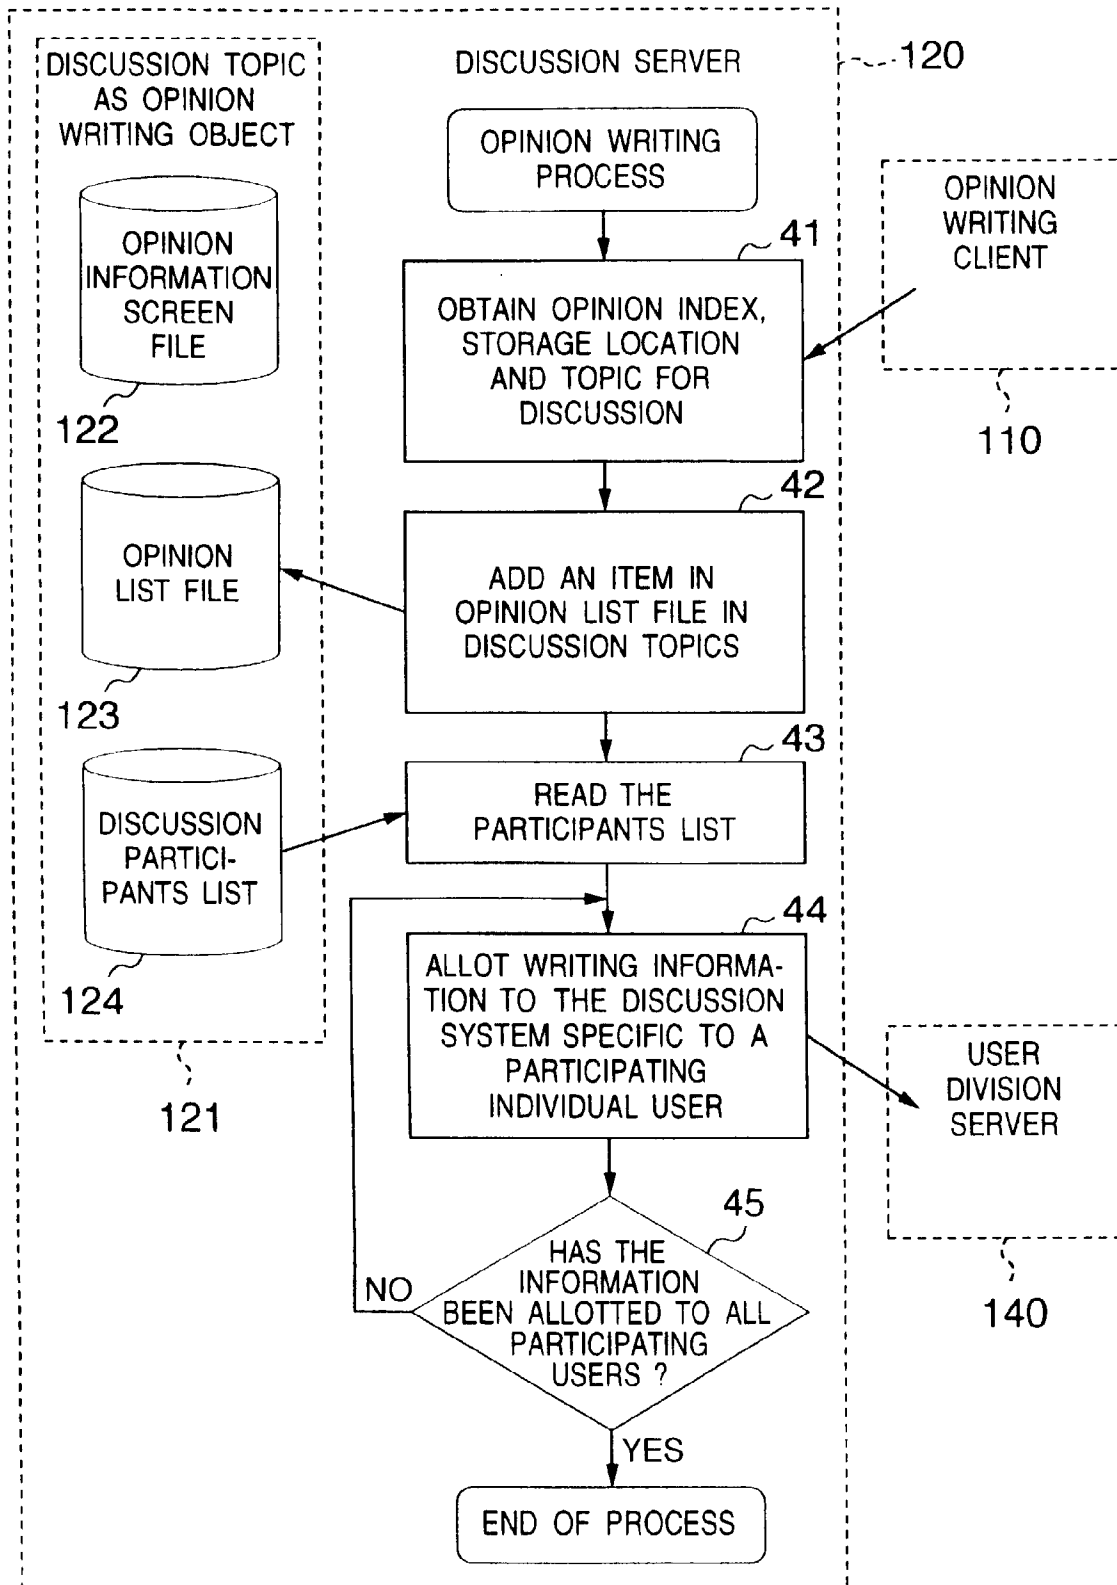 DISCUSSION TOPIC
AS OPINION
WRITING OBJECT
OPINION
INFORMATION
SCREEN
FILE
122
OPINION
LIST FILE
123
DISCUSSION
PARTICI-
PANTS LIST
124
121
DISCUSSION SERVER
120
OPINION WRITING
PROCESS
41
OBTAIN OPINION INDEX,
STORAGE LOCATION
AND TOPIC FOR
DISCUSSION
42
ADD AN ITEM IN
OPINION LIST FILE IN
DISCUSSION TOPICS
43
READ THE
PARTICIPANTS LIST
44
ALLOT WRITING INFORMA-
TION TO THE DISCUSSION
SYSTEM SPECIFIC TO A
PARTICIPATING
INDIVIDUAL USER
45
HAS THE
INFORMATION
BEEN ALLOTTED TO ALL
PARTICIPATING
USERS ?
NO
YES
END OF PROCESS
OPINION
WRITING
CLIENT
110
USER
DIVISION
SERVER
140